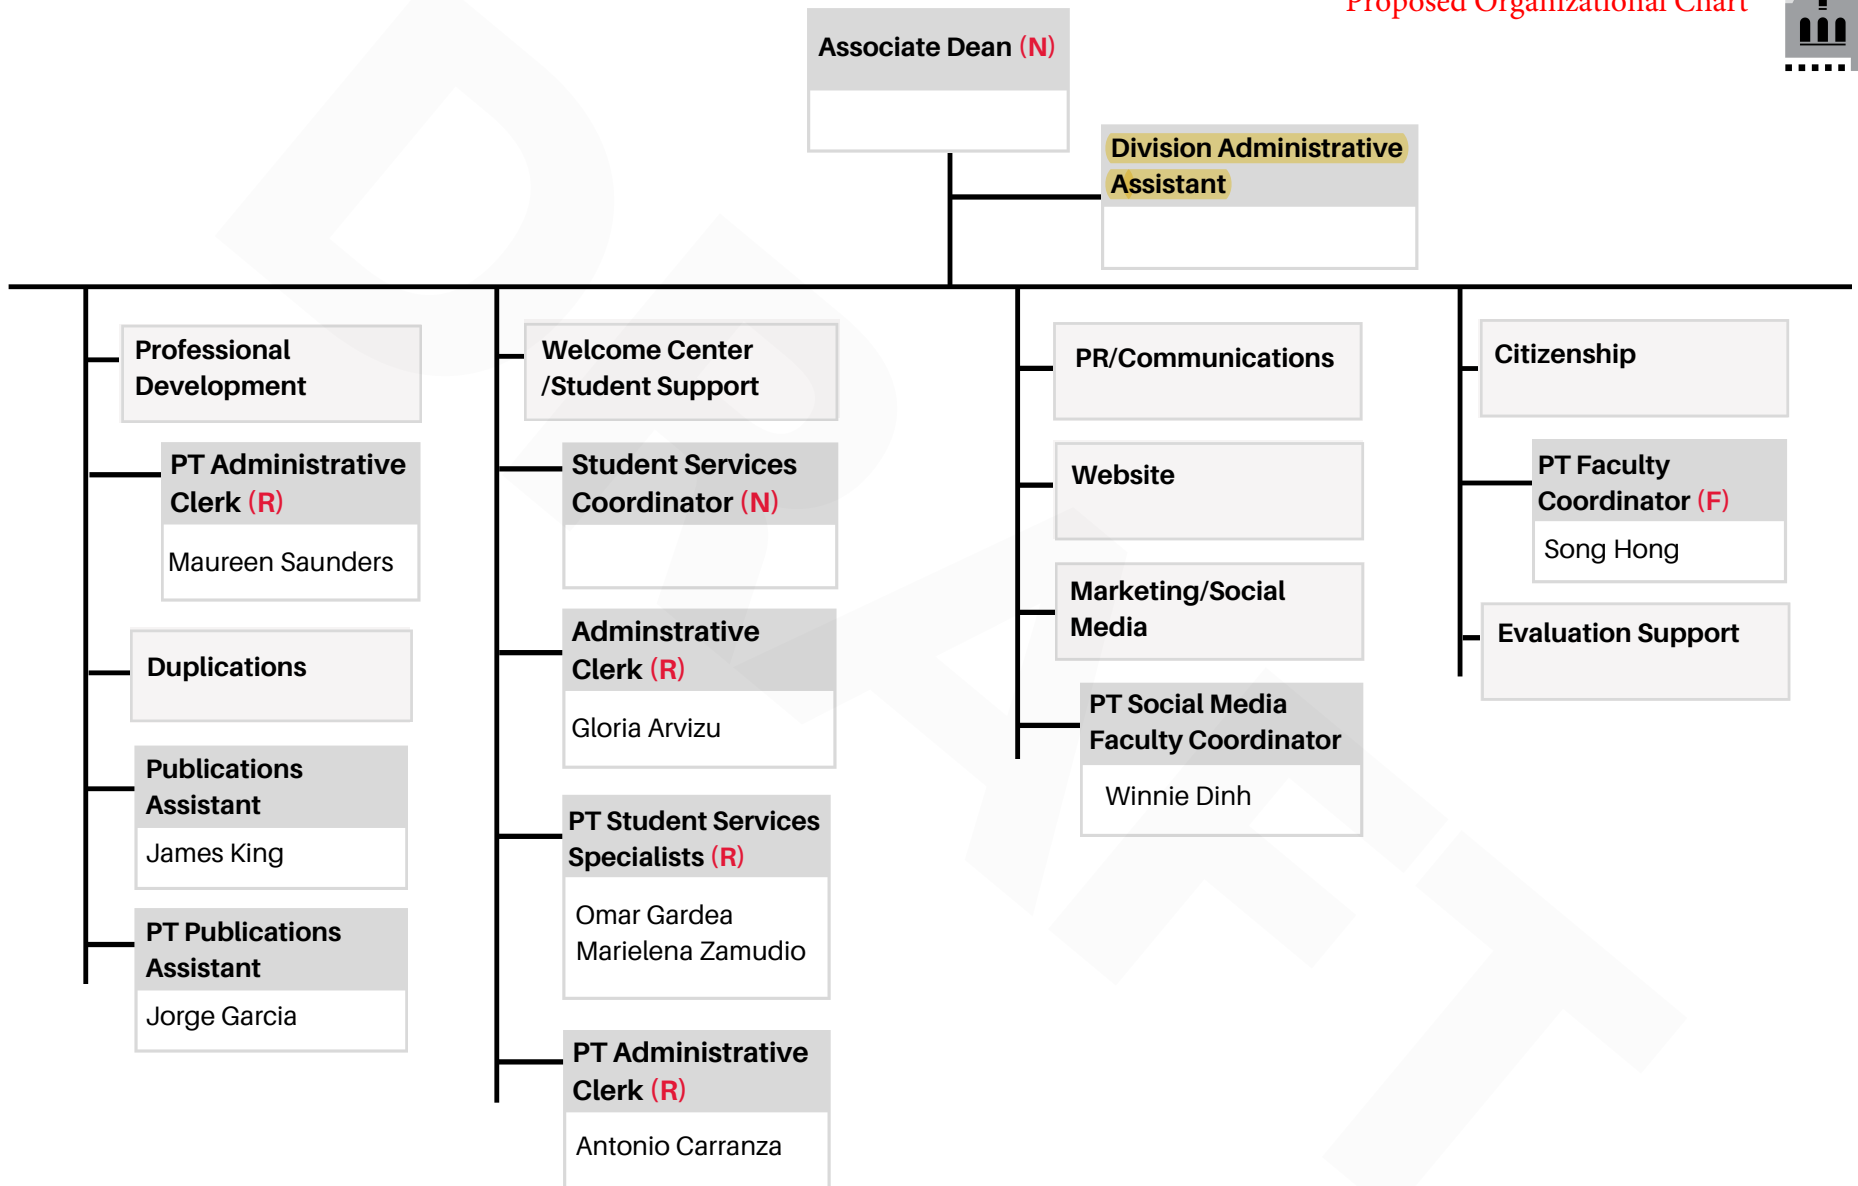 Proposed Organizational Chart
Associate Dean (N)
Division Administrative
Assistant
Professional
Development
PT Administrative
Clerk (R)
Maureen Saunders
Duplications
Publications
Assistant
James King
PT Publications
Assistant
Jorge Garcia
Welcome Center
/Student Support
Student Services
Coordinator (N)
Adminstrative
Clerk (R)
Gloria Arvizu
PT Student Services
Specialists (R)
Omar Gardea
Marielena Zamudio
PT Administrative
Clerk (R)
Antonio Carranza
PR/Communications
Website
Marketing/Social
Media
PT Social Media
Faculty Coordinator
Winnie Dinh
Citizenship
PT Faculty
Coordinator (F)
Song Hong
Evaluation Support
DRAFT